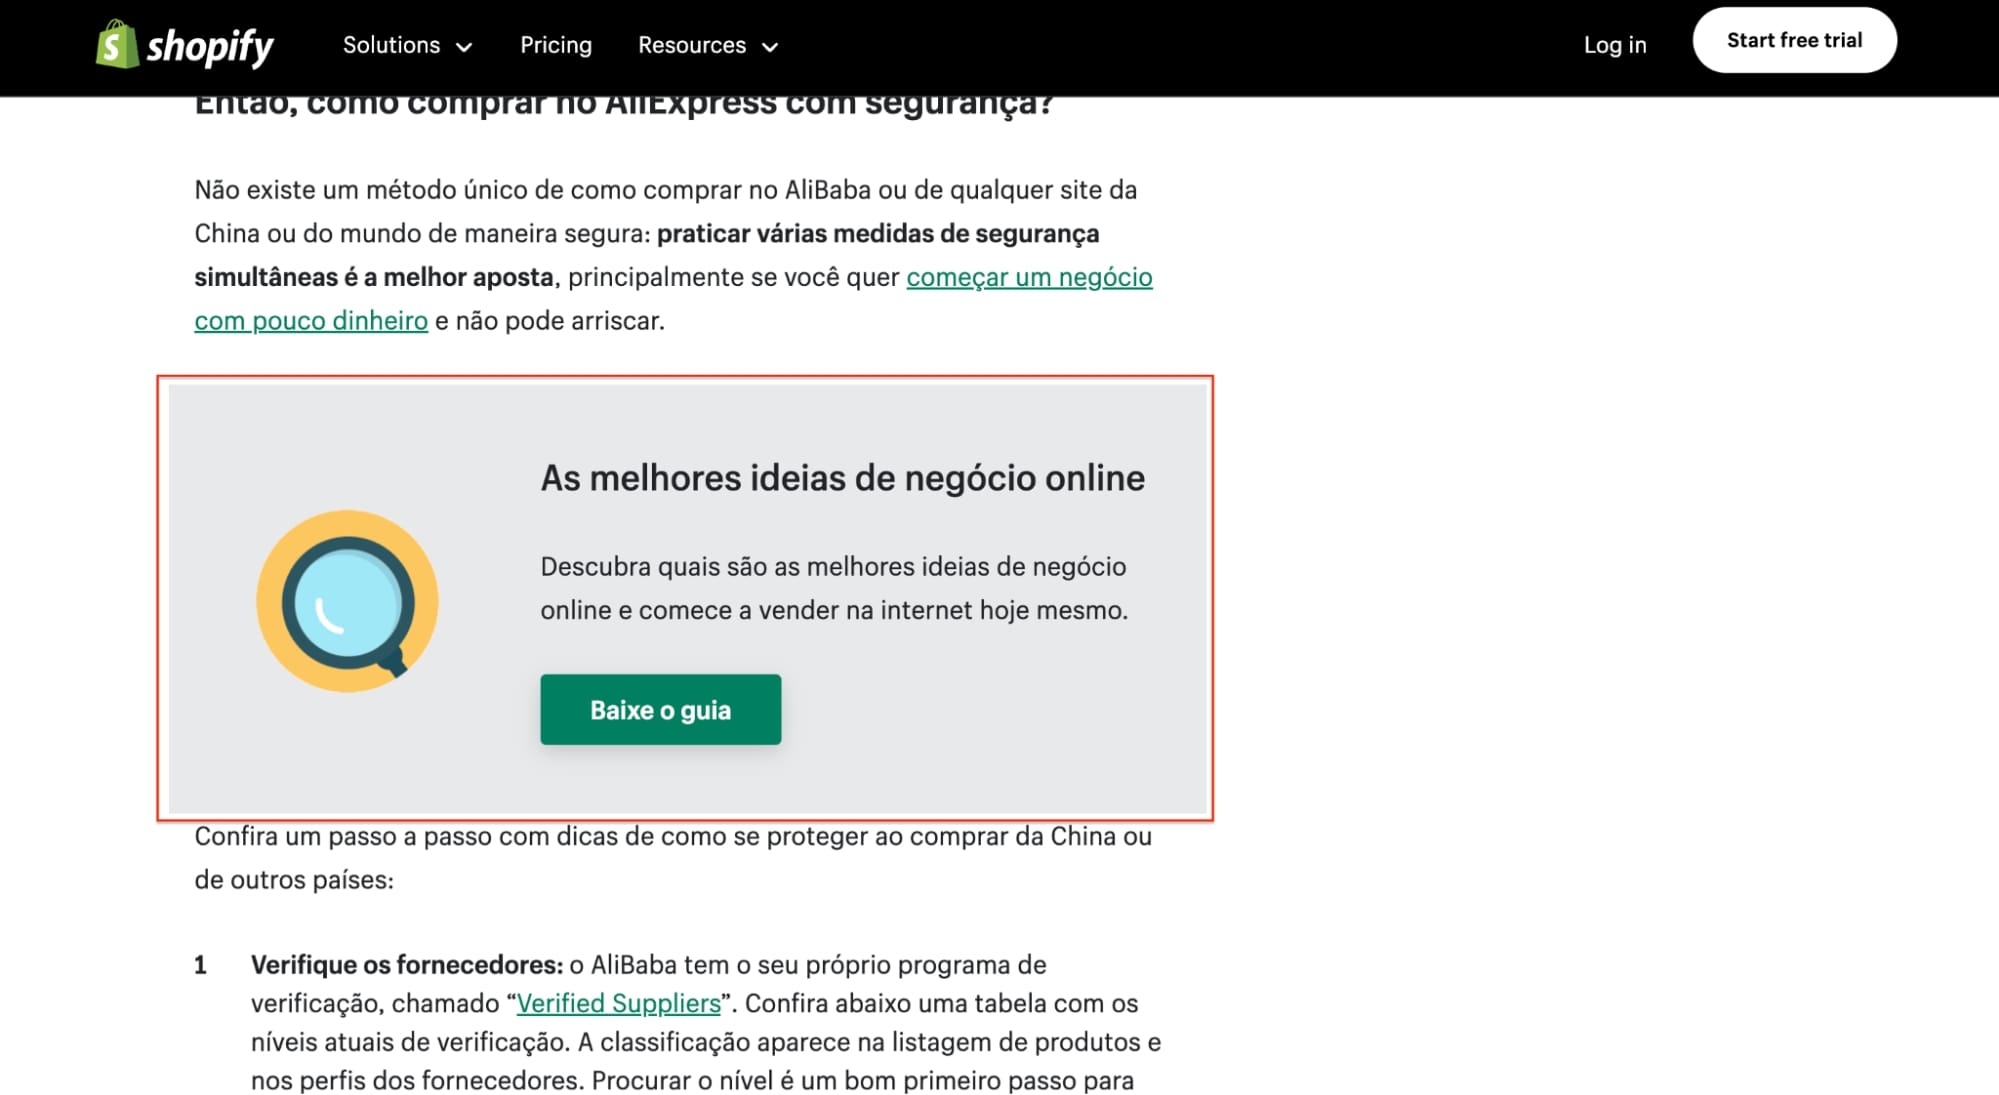 shopify Solutions Pricing Resources Log in Start free trial
Então, como comprar no AliExpress com segurança?
Não existe um método único de como comprar no AliBaba ou de qualquer site da
China ou do mundo de maneira segura: praticar várias medidas de segurança
simultâneas é a melhor aposta, principalmente se você quer começar um negócio
com pouco dinheiro e não pode arriscar.
As melhores ideias de negócio online
Descubra quais são as melhores ideias de negócio
online e comece a vender na internet hoje mesmo.
Baixe o guia
Confira um passo a passo com dicas de como se proteger ao comprar da China ou
de outros países:
1 Verifique os fornecedores: o AliBaba tem o seu próprio programa de
verificação, chamado “Verified Suppliers”. Confira abaixo uma tabela com os
níveis atuais de verificação. A classificação aparece na listagem de produtos e
nos perfis dos fornecedores. Procurar o nível é um bom primeiro passo para